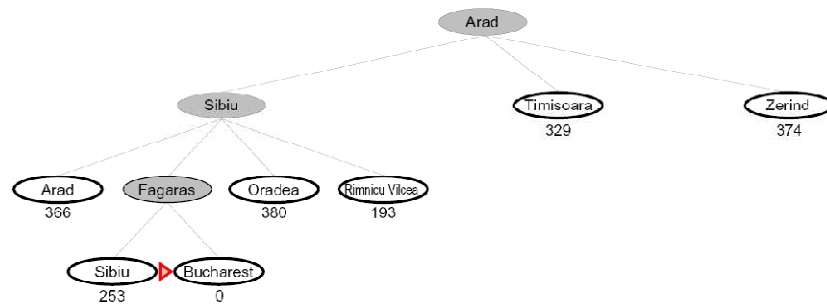 Arad
Sibiu
Timisoara
Zerind
329
374
Arad
Fagaras
Oradea
Rimnicu Vilcea
366
380
193
Sibiu
Bucharest
253
0